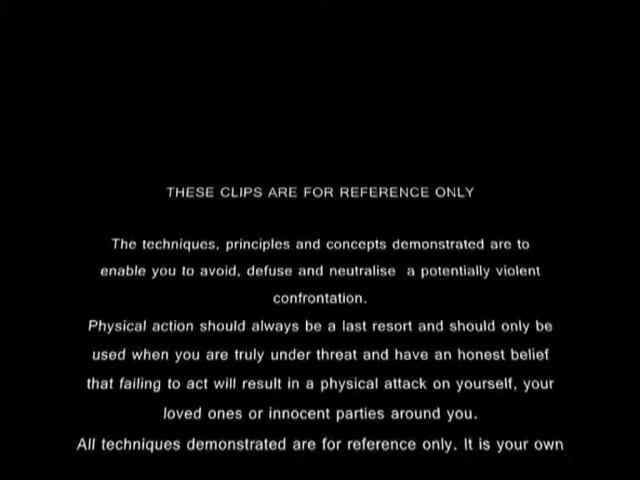 THESE CLIPS ARE FOR REFERENCE ONLY
The techniques, principles and concepts demonstrated are to
enable you to avoid, defuse and neutralise a potentially violent
confrontation.
Physical action should always be a last resort and should only be
used when you are truly under threat and have an honest belief
that failing to act will result in a physical attack on yourself, your
loved ones or innocent parties around you.
All techniques demonstrated are for reference only. It is your own